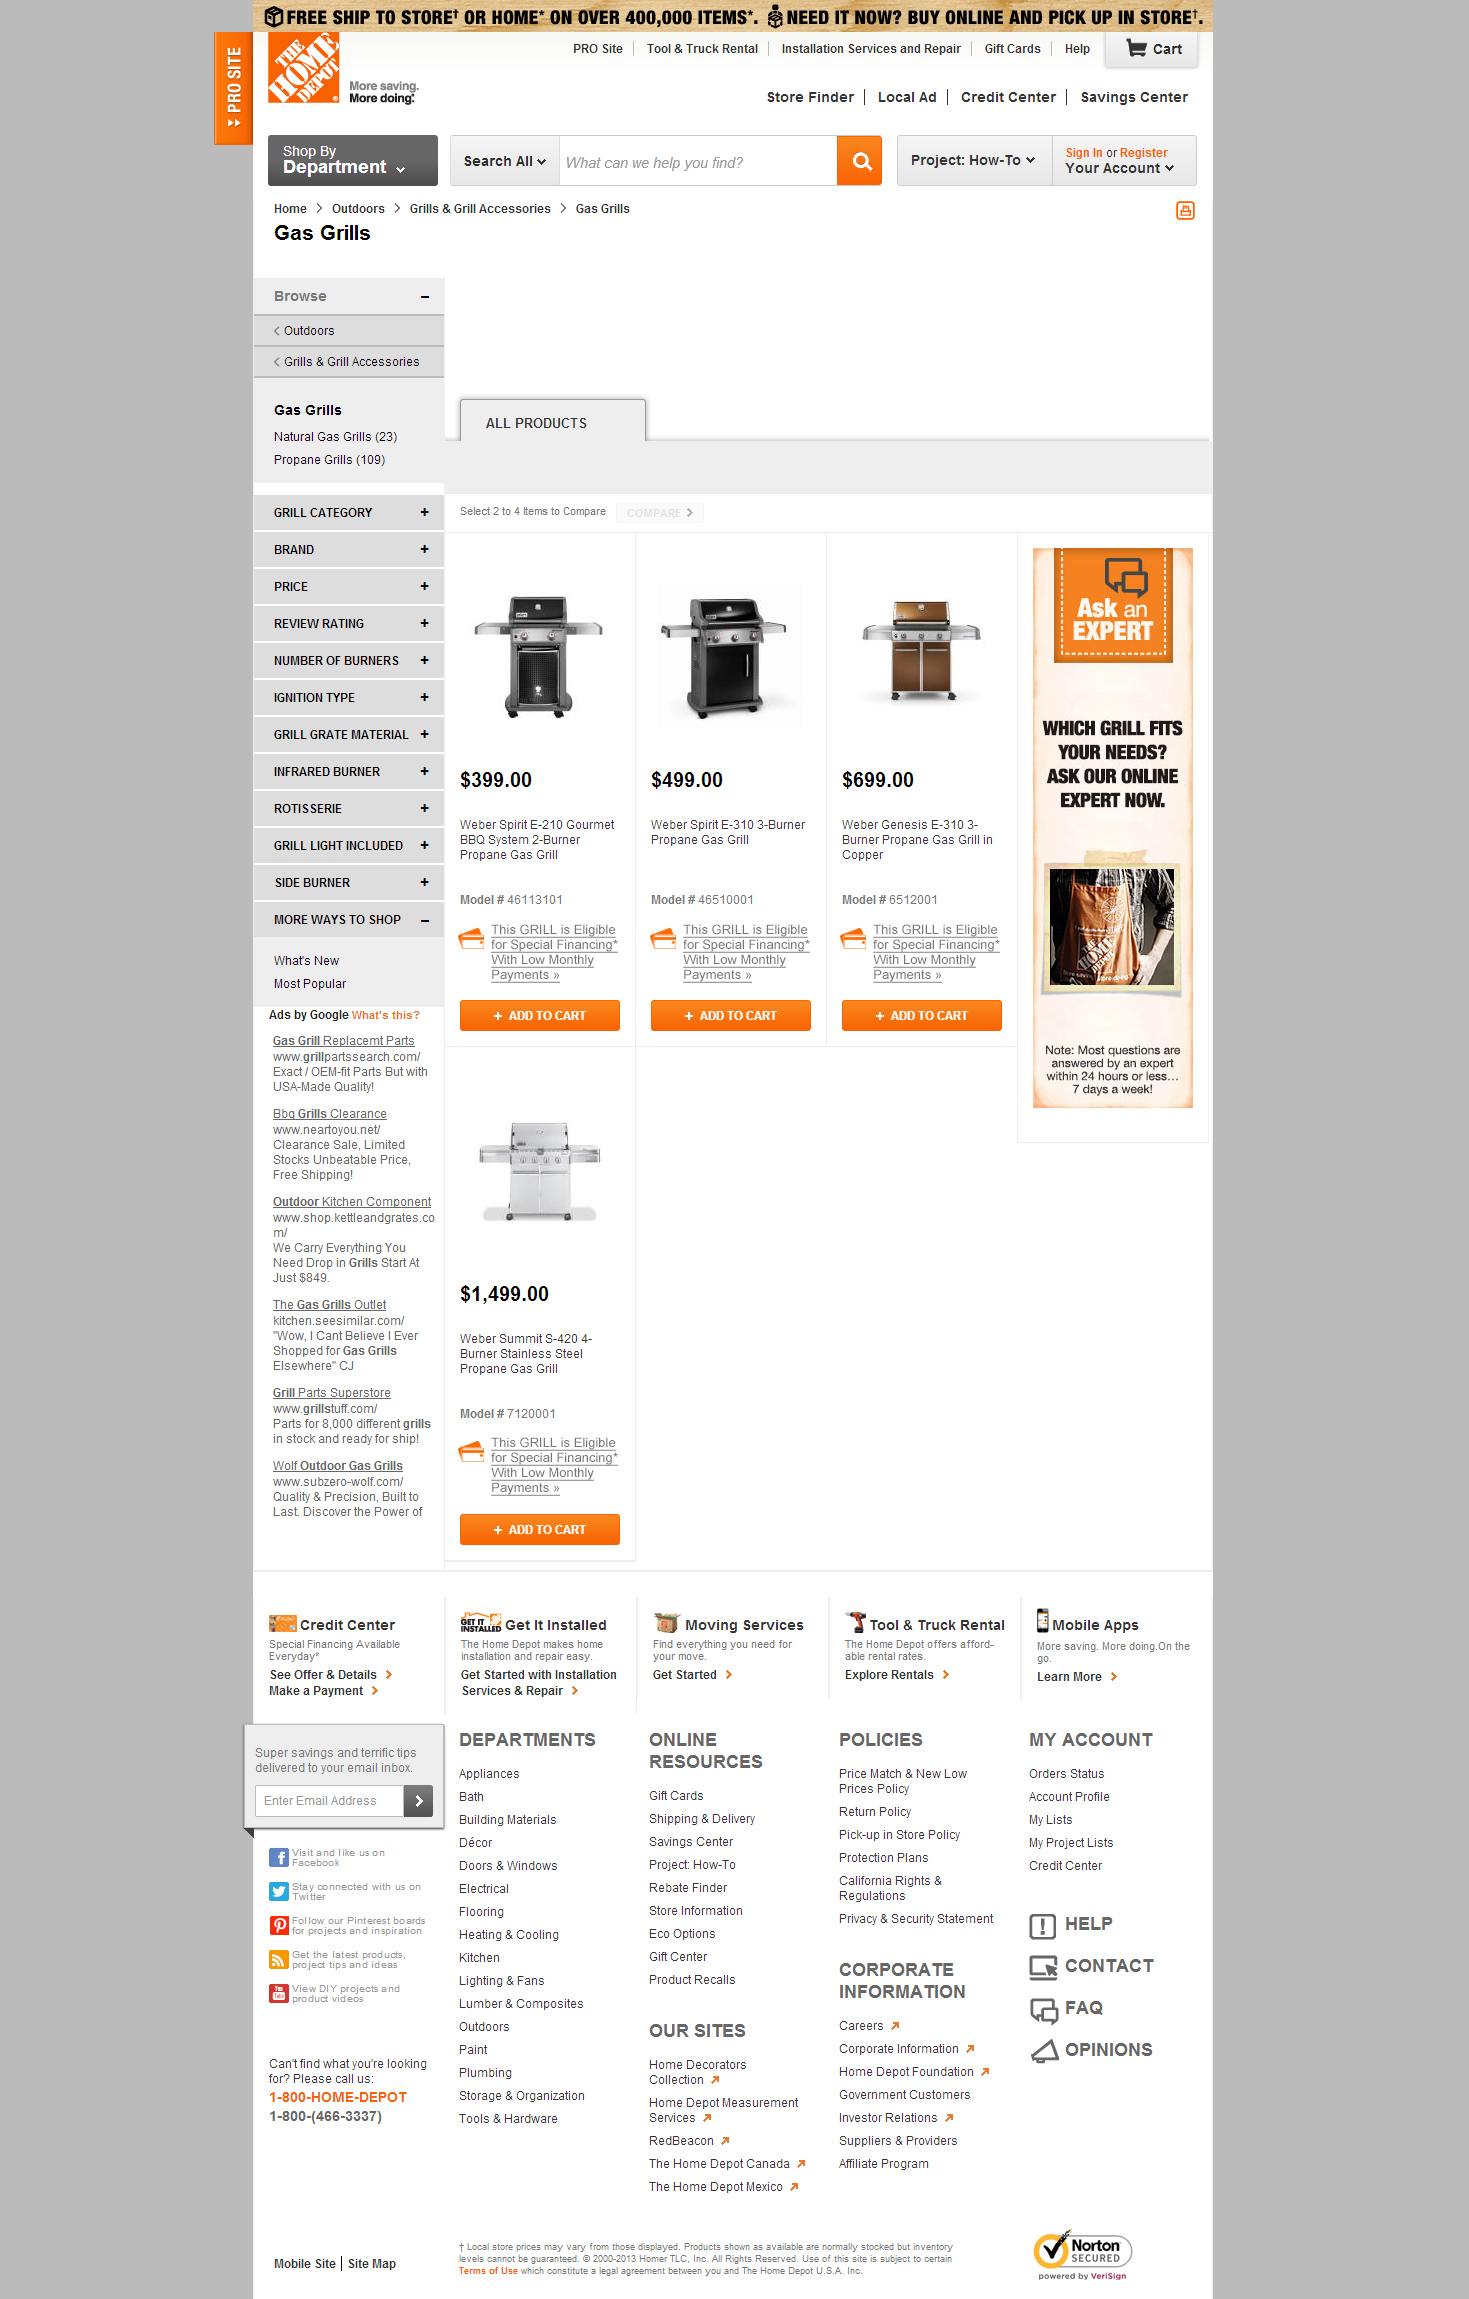 FREE SHIP TO STORE† OR HOME* ON OVER 400,000 ITEMS*. NEED IT NOW? BUY ONLINE AND PICK UP IN STORE†.
PRO SITE
THE HOME DEPOT
More saving.
More doing.
PRO Site
Tool & Truck Rental
Installation Services and Repair
Gift Cards
Help
Cart
Store Finder
Local Ad
Credit Center
Savings Center
Shop By
Department
Search All
What can we help you find?
Project: How-To
Sign In or Register
Your Account
Home > Outdoors > Grills & Grill Accessories > Gas Grills
Gas Grills
Browse
Outdoors
Grills & Grill Accessories
Gas Grills
Natural Gas Grills (23)
Propane Grills (109)
GRILL CATEGORY +
BRAND +
PRICE +
REVIEW RATING +
NUMBER OF BURNERS +
IGNITION TYPE +
GRILL GRATE MATERIAL +
INFRARED BURNER +
ROTISSERIE +
GRILL LIGHT INCLUDED +
SIDE BURNER +
MORE WAYS TO SHOP –
What's New
Most Popular
Ads by Google What's this?
Gas Grill Replacemt Parts
www.grillpartssearch.com/
Exact / OEM-fit Parts But with
USA-Made Quality!
Bbq Grills Clearance
www.neartoyou.net/
Clearance Sale, Limited
Stocks Unbeatable Price,
Free Shipping!
Outdoor Kitchen Component
www.shop.kettleandgrates.co
m/
We Carry Everything You
Need Drop in Grills Start At
Just $849.
The Gas Grills Outlet
kitchen.seesimilar.com/
"Wow, I Cant Believe I Ever
Shopped for Gas Grills
Elsewhere" CJ
Grill Parts Superstore
www.grillstuff.com/
Parts for 8,000 different grills
in stock and ready for ship!
Wolf Outdoor Gas Grills
www.subzero-wolf.com/
Quality & Precision, Built to
Last. Discover the Power of
ALL PRODUCTS
Select 2 to 4 Items to Compare
COMPARE
$399.00
Weber Spirit E-210 Gourmet
BBQ System 2-Burner
Propane Gas Grill
Model # 46113101
This GRILL is Eligible
for Special Financing*
With Low Monthly
Payments »
+ ADD TO CART
$499.00
Weber Spirit E-310 3-Burner
Propane Gas Grill
Model # 46510001
This GRILL is Eligible
for Special Financing*
With Low Monthly
Payments »
+ ADD TO CART
$699.00
Weber Genesis E-310 3-
Burner Propane Gas Grill in
Copper
Model # 6512001
This GRILL is Eligible
for Special Financing*
With Low Monthly
Payments »
+ ADD TO CART
$1,499.00
Weber Summit S-420 4-
Burner Stainless Steel
Propane Gas Grill
Model # 7120001
This GRILL is Eligible
for Special Financing*
With Low Monthly
Payments »
+ ADD TO CART
Ask an
EXPERT
WHICH GRILL FITS
YOUR NEEDS?
ASK OUR ONLINE
EXPERT NOW.
THE HOME DEPOT
Note: Most questions are
answered by an expert
within 24 hours or less...
7 days a week!
Credit Center
Special Financing Available
Everyday*
See Offer & Details
Make a Payment
GET IT
INSTALLED
Get It Installed
The Home Depot makes home
installation and repair easy.
Get Started with Installation
Services & Repair
Moving Services
Find everything you need for
your move.
Get Started
Tool & Truck Rental
The Home Depot offers afford-
able rental rates.
Explore Rentals
Mobile Apps
More saving. More doing.On the
go.
Learn More
Super savings and terrific tips
delivered to your email inbox.
Enter Email Address
Visit and like us on
Facebook
Stay connected with us on
Twitter
Follow our Pinterest boards
for projects and inspiration
Get the latest products,
project tips and ideas
View DIY projects and
product videos
Can't find what you're looking
for? Please call us:
1-800-HOME-DEPOT
1-800-(466-3337)
DEPARTMENTS
Appliances
Bath
Building Materials
Décor
Doors & Windows
Electrical
Flooring
Heating & Cooling
Kitchen
Lighting & Fans
Lumber & Composites
Outdoors
Paint
Plumbing
Storage & Organization
Tools & Hardware
ONLINE
RESOURCES
Gift Cards
Shipping & Delivery
Savings Center
Project: How-To
Rebate Finder
Store Information
Eco Options
Gift Center
Product Recalls
OUR SITES
Home Decorators
Collection
Home Depot Measurement
Services
RedBeacon
The Home Depot Canada
The Home Depot Mexico
POLICIES
Price Match & New Low
Prices Policy
Return Policy
Pick-up in Store Policy
Protection Plans
California Rights &
Regulations
Privacy & Security Statement
CORPORATE
INFORMATION
Careers
Corporate Information
Home Depot Foundation
Government Customers
Investor Relations
Suppliers & Providers
Affiliate Program
MY ACCOUNT
Orders Status
Account Profile
My Lists
My Project Lists
Credit Center
HELP
CONTACT
FAQ
OPINIONS
Mobile Site | Site Map
† Local store prices may vary from those displayed. Products shown as available are normally stocked but inventory
levels cannot be guaranteed. © 2000-2013 Homer TLC, Inc. All Rights Reserved. Use of this site is subject to certain
Terms of Use which constitute a legal agreement between you and The Home Depot U.S.A. Inc.
Norton
SECURED
powered by VeriSign